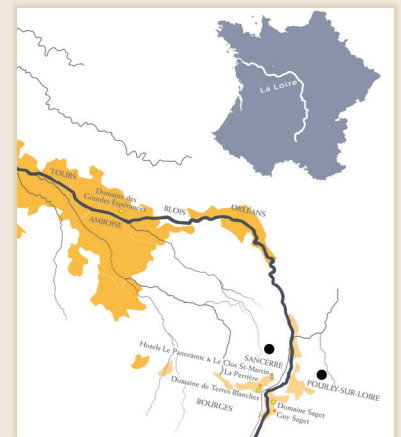 La Loire
TOURS
Domaine des
Grandes Espérances
AMBOISE
BLOIS
ORLÉANS
Hotels Le Panoramic & Le Clos St-Martin
SANCERRE
La Perrière
POUILLY-SUR-LOIRE
Domaine de Terres Blanches
Domaine Saget
Guy Saget
BOURGES